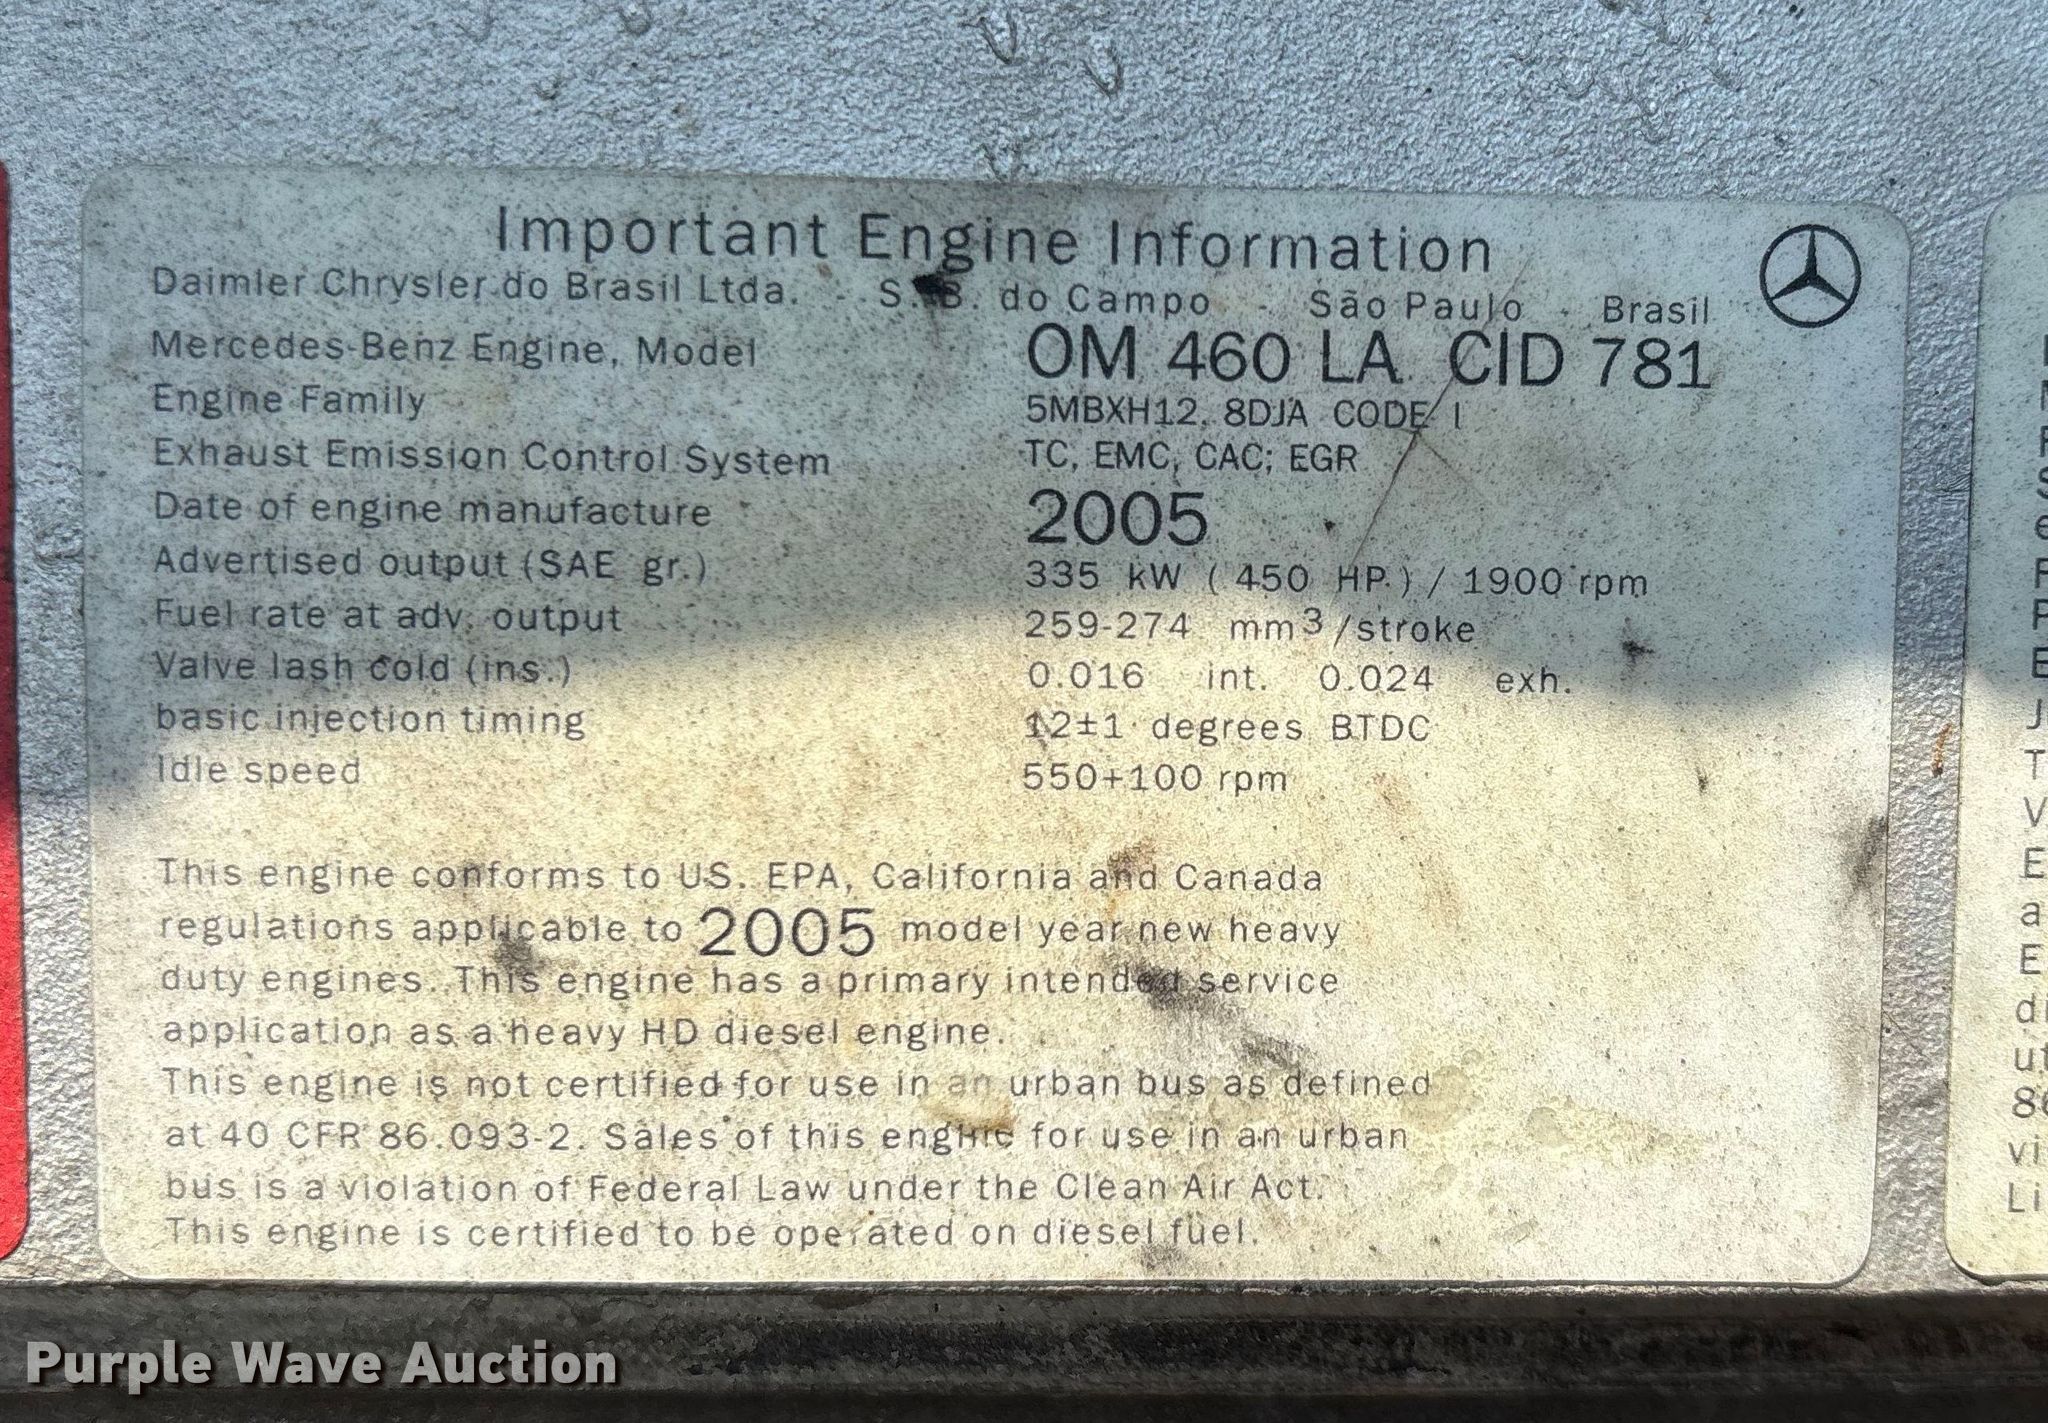 Important Engine Information
Daimler Chrysler do Brasil Ltda. - S. B. do Campo - São Paulo - Brasil
Mercedes-Benz Engine, Model OM 460 LA CID 781
Engine Family 5MBXH12.8DJA CODE I
Exhaust Emission Control System TC, EMC, CAC; EGR
Date of engine manufacture 2005
Advertised output (SAE gr.) 335 kW (450 HP.) / 1900 rpm
Fuel rate at adv. output 259-274 mm3/stroke
Valve lash cold (ins.) 0.016 int. 0.024 exh.
basic injection timing 12±1 degrees BTDC
Idle speed 550+100 rpm
This engine conforms to US. EPA, California and Canada
regulations applicable to 2005 model year new heavy
duty engines. This engine has a primary intended service
application as a heavy HD diesel engine.
This engine is not certified for use in an urban bus as defined
at 40 CFR 86.093-2. Sales of this engine for use in an urban
bus is a violation of Federal Law under the Clean Air Act.
This engine is certified to be operated on diesel fuel.
Purple Wave Auction